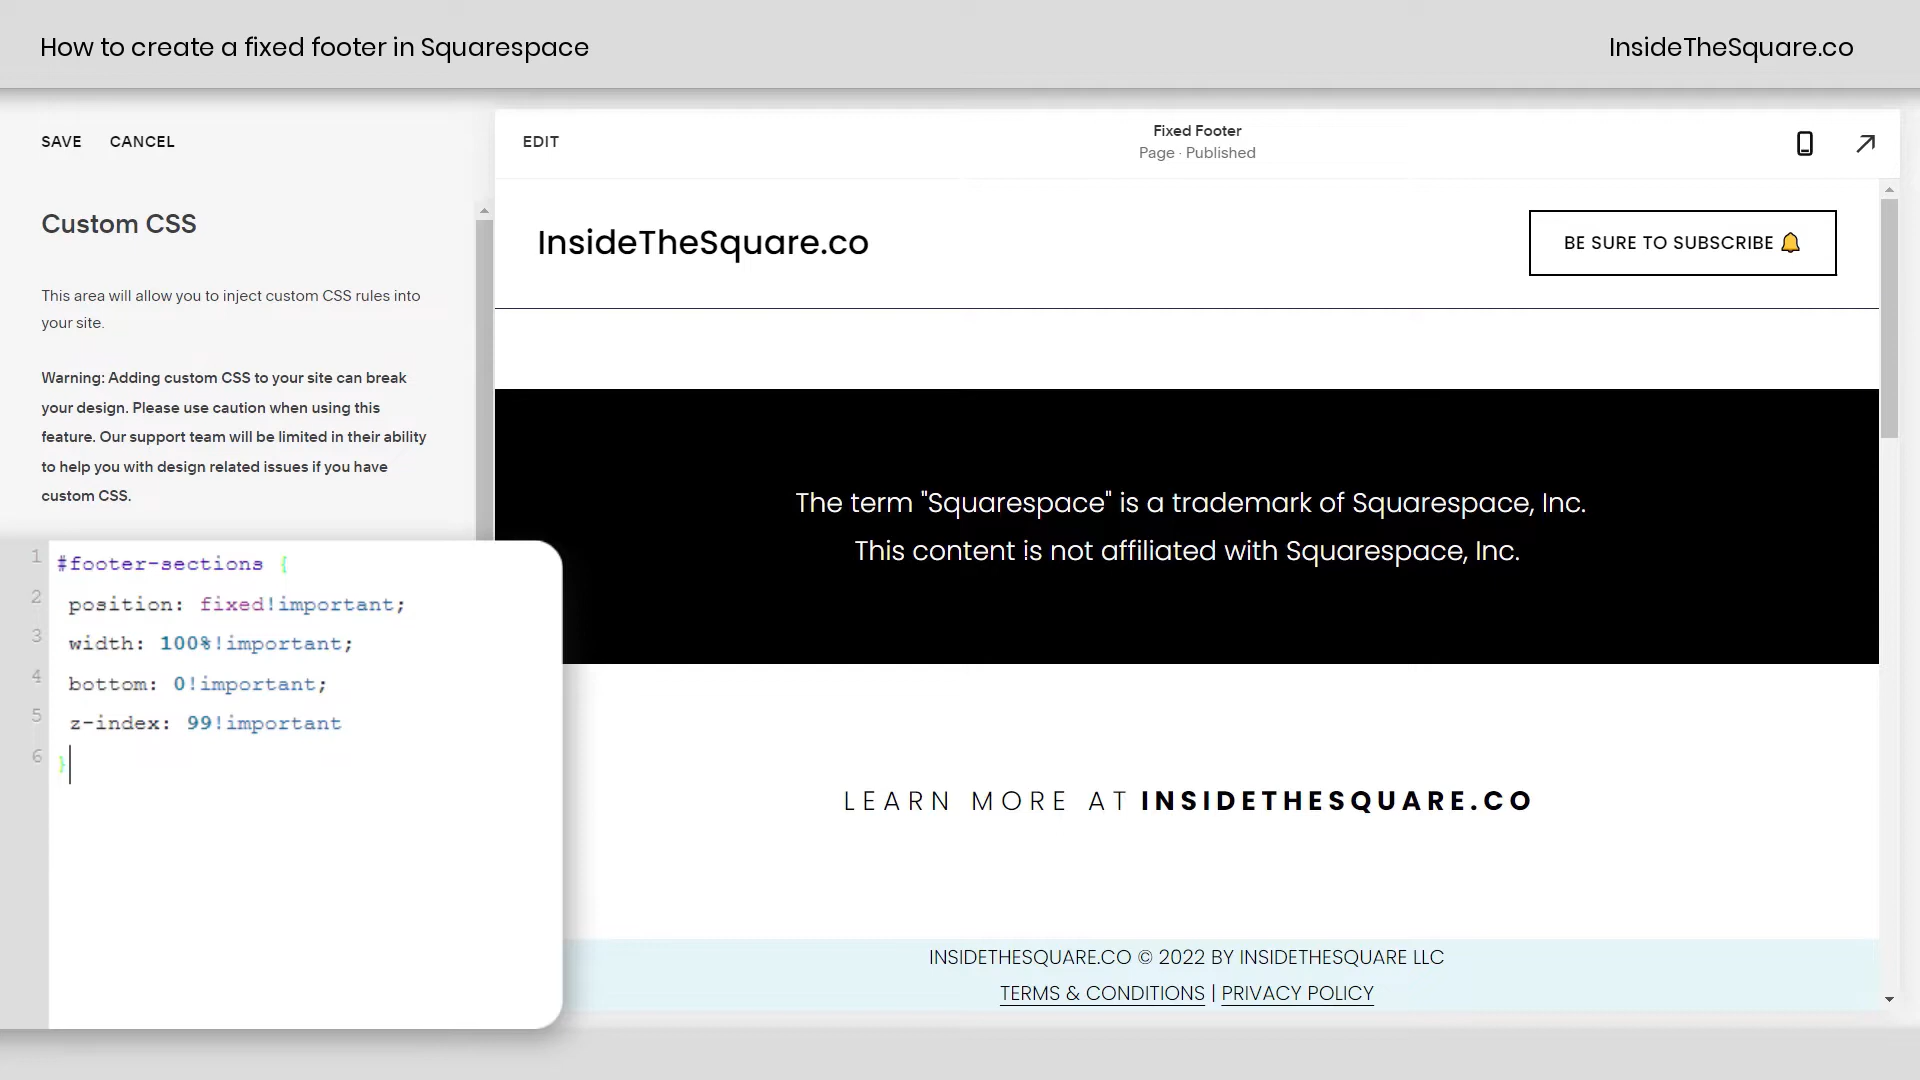 How to create a fixed footer in Squarespace
InsideTheSquare.co
SAVE CANCEL
EDIT
Fixed Footer
Page · Published
Custom CSS
This area will allow you to inject custom CSS rules into
your site.
Warning: Adding custom CSS to your site can break
your design. Please use caution when using this
feature. Our support team will be limited in their ability
to help you with design related issues if you have
custom CSS.
1 #footer-sections {
2 position: fixed!important;
3 width: 100%!important;
4 bottom: 0!important;
5 z-index: 99!important
6 }
InsideTheSquare.co
BE SURE TO SUBSCRIBE 🔔
The term "Squarespace" is a trademark of Squarespace, Inc.
This content is not affiliated with Squarespace, Inc.
LEARN MORE AT INSIDETHESQUARE.CO
INSIDETHESQUARE.CO © 2022 BY INSIDETHESQUARE LLC
TERMS & CONDITIONS | PRIVACY POLICY